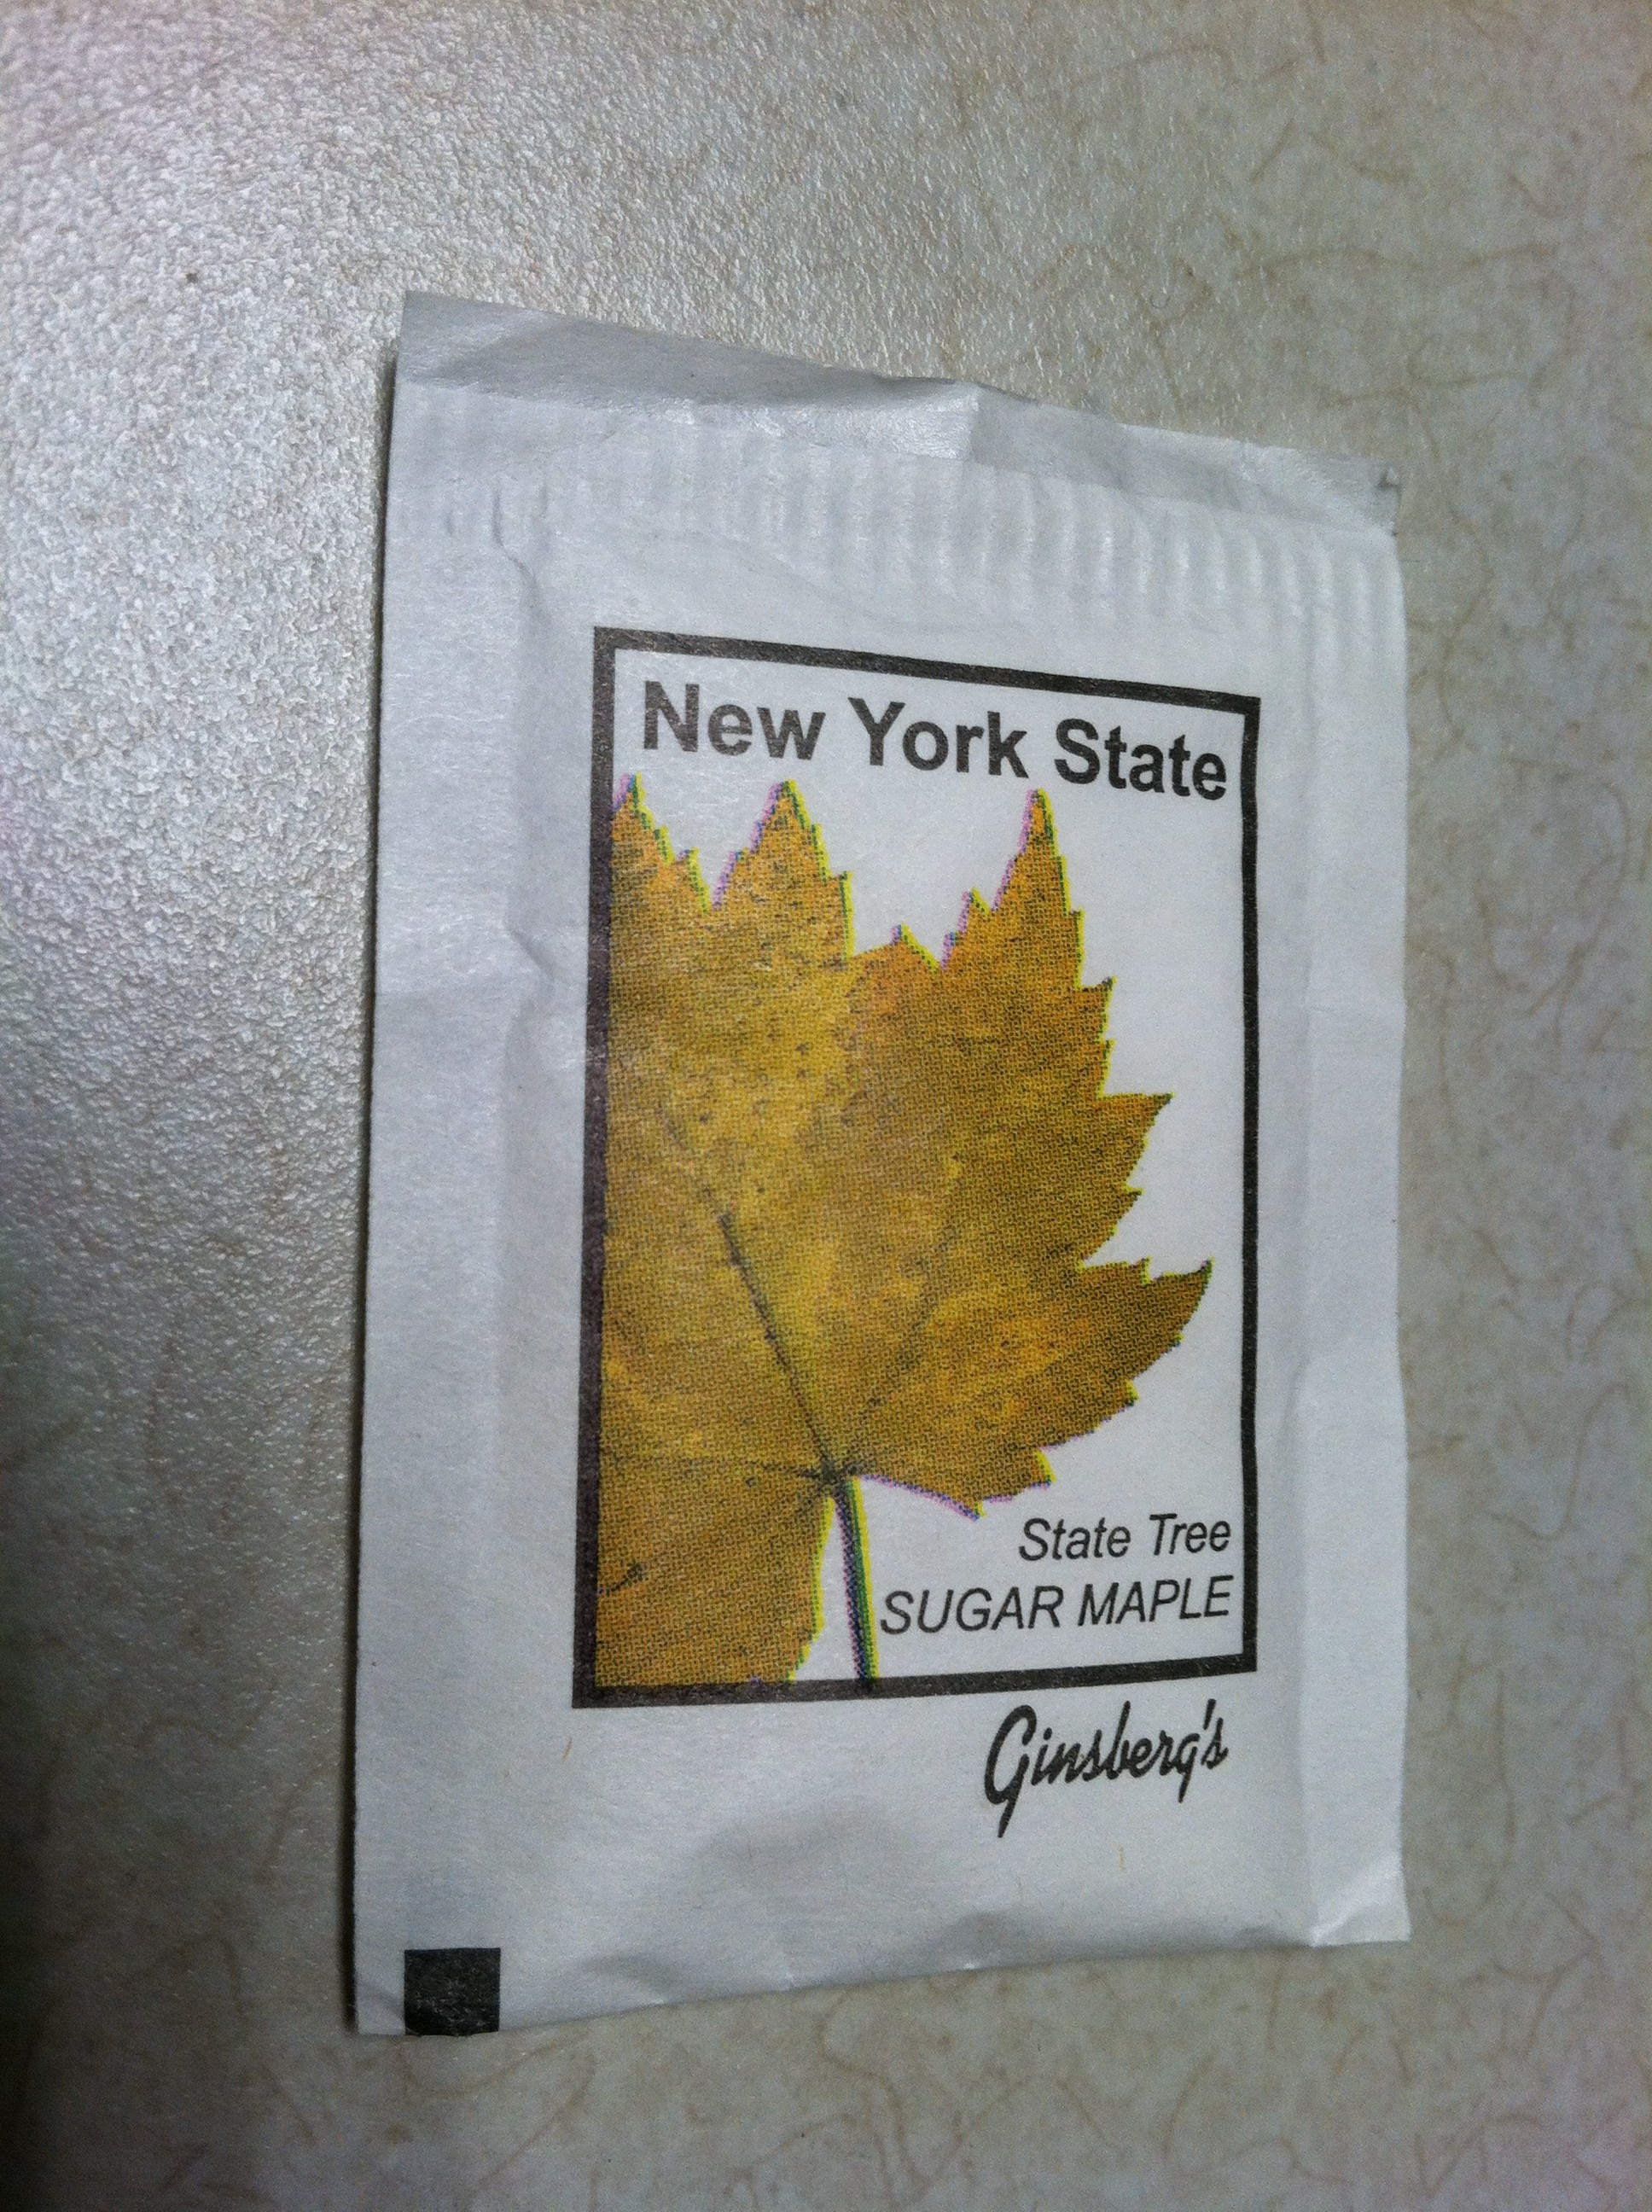 New York State
State Tree
SUGAR MAPLE
Ginsberg's